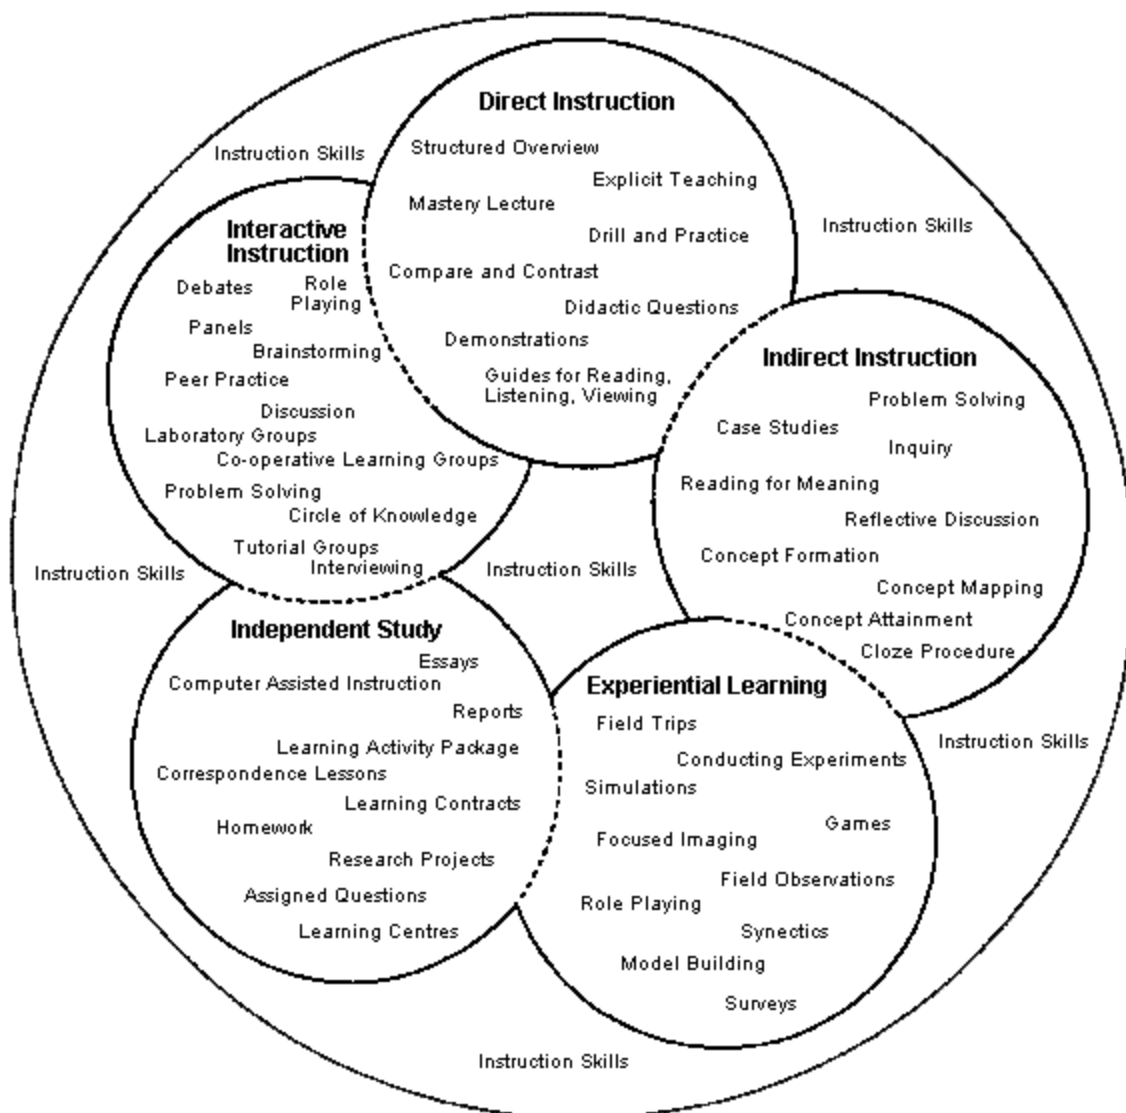 Direct Instruction
Structured Overview
Explicit Teaching
Mastery Lecture
Drill and Practice
Compare and Contrast
Didactic Questions
Demonstrations
Guides for Reading,
Listening, Viewing
Instruction Skills
Instruction Skills
Interactive
Instruction
Debates
Role
Playing
Panels
Brainstorming
Peer Practice
Discussion
Laboratory Groups
Co-operative Learning Groups
Problem Solving
Circle of Knowledge
Tutorial Groups
Interviewing
Indirect Instruction
Problem Solving
Case Studies
Inquiry
Reading for Meaning
Reflective Discussion
Concept Formation
Concept Mapping
Concept Attainment
Cloze Procedure
Instruction Skills
Instruction Skills
Independent Study
Essays
Computer Assisted Instruction
Reports
Learning Activity Package
Correspondence Lessons
Learning Contracts
Homework
Research Projects
Assigned Questions
Learning Centres
Experiential Learning
Field Trips
Conducting Experiments
Simulations
Games
Focused Imaging
Field Observations
Role Playing
Synectics
Model Building
Surveys
Instruction Skills
Instruction Skills